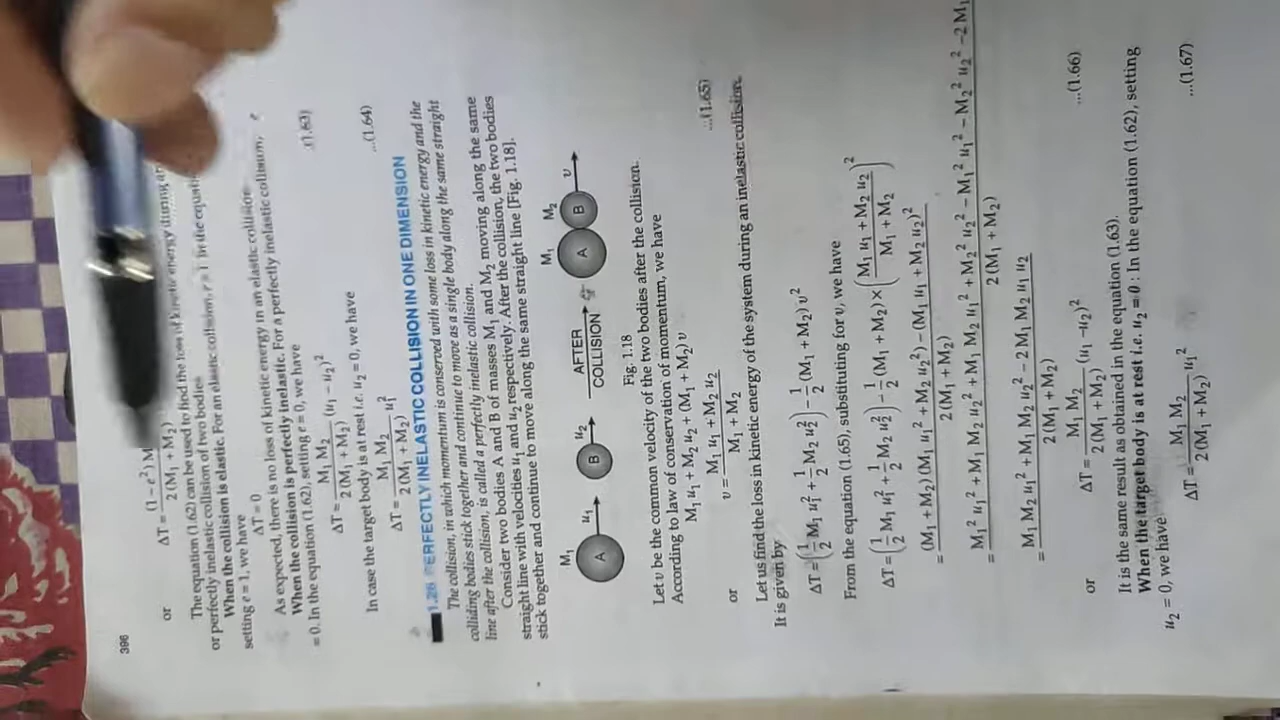 396
or
ΔT = (1 − e²) M / 2 (M₁ + M₂)
The equation (1.62) can be used to find the loss of kinetic energy during
or perfectly inelastic collision of two bodies
When the collision is elastic. For an elastic collision, e = 1. In the
setting e = 1, we have
ΔT = 0
As expected, there is no loss of kinetic energy in an elastic collision
When the collision is perfectly inelastic. For a perfectly inelastic collision, e
= 0. In the equation (1.62), setting e = 0, we have
ΔT = M₁ M₂ / 2 (M₁ + M₂) (u₁ − u₂)² ...(1.63)
In case the target body is at rest i.e. u₂ = 0, we have
ΔT = M₁ M₂ / 2 (M₁ + M₂) u₁² ...(1.64)
PERFECTLY INELASTIC COLLISION IN ONE DIMENSION
The collision, in which momentum is conserved with some loss in kinetic energy and the
colliding bodies stick together and continue to move as a single body along the same straight
line after the collision, is called a perfectly inelastic collision.
Consider two bodies A and B of masses M₁ and M₂ moving along the same
straight line with velocities u₁ and u₂ respectively. After the collision, the two bodies
stick together and continue to move along the same straight line [Fig. 1.18].
M₁ M₁ M₂
A u₁ B u₂ AFTER COLLISION A B v
Fig. 1.18
Let v be the common velocity of the two bodies after the collision.
According to law of conservation of momentum, we have
M₁ u₁ + M₂ u₂ = (M₁ + M₂) v
or v = M₁ u₁ + M₂ u₂ / M₁ + M₂ ...(1.65)
Let us find the loss in kinetic energy of the system during an inelastic collision.
It is given by
ΔT = (1/2 M₁ u₁² + 1/2 M₂ u₂²) − 1/2 (M₁ + M₂) v²
From the equation (1.65), substituting for v, we have
ΔT = (1/2 M₁ u₁² + 1/2 M₂ u₂²) − 1/2 (M₁ + M₂) × (M₁ u₁ + M₂ u₂ / M₁ + M₂)²
= (M₁ + M₂) (M₁ u₁² + M₂ u₂²) − (M₁ u₁ + M₂ u₂)² / 2 (M₁ + M₂)
= M₁² u₁² + M₁ M₂ u₂² + M₁ M₂ u₁² + M₂² u₂² − M₁² u₁² − M₂² u₂² − 2 M₁ / 2 (M₁ + M₂)
= M₁ M₂ u₁² + M₁ M₂ u₂² − 2 M₁ M₂ u₁ u₂ / 2 (M₁ + M₂)
or ΔT = M₁ M₂ / 2 (M₁ + M₂) (u₁ − u₂)² ...(1.66)
It is the same result as obtained in the equation (1.63).
When the target body is at rest i.e. u₂ = 0 : In the equation (1.62), setting
u₂ = 0, we have
ΔT = M₁ M₂ / 2 (M₁ + M₂) u₁² ...(1.67)